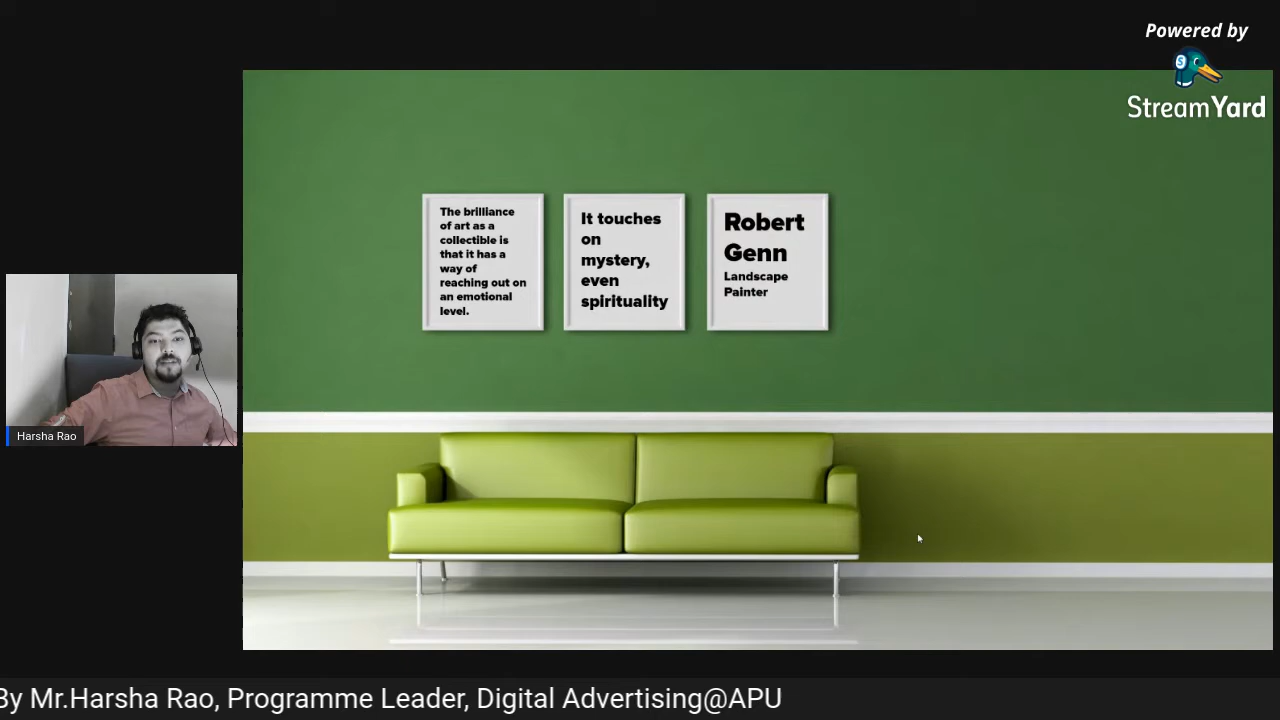 Powered by
StreamYard
The brilliance
of art as a
collectible is
that it has a
way of
reaching out on
an emotional
level.
It touches
on
mystery,
even
spirituality
Robert
Genn
Landscape
Painter
Harsha Rao
By Mr.Harsha Rao, Programme Leader, Digital Advertising@APU